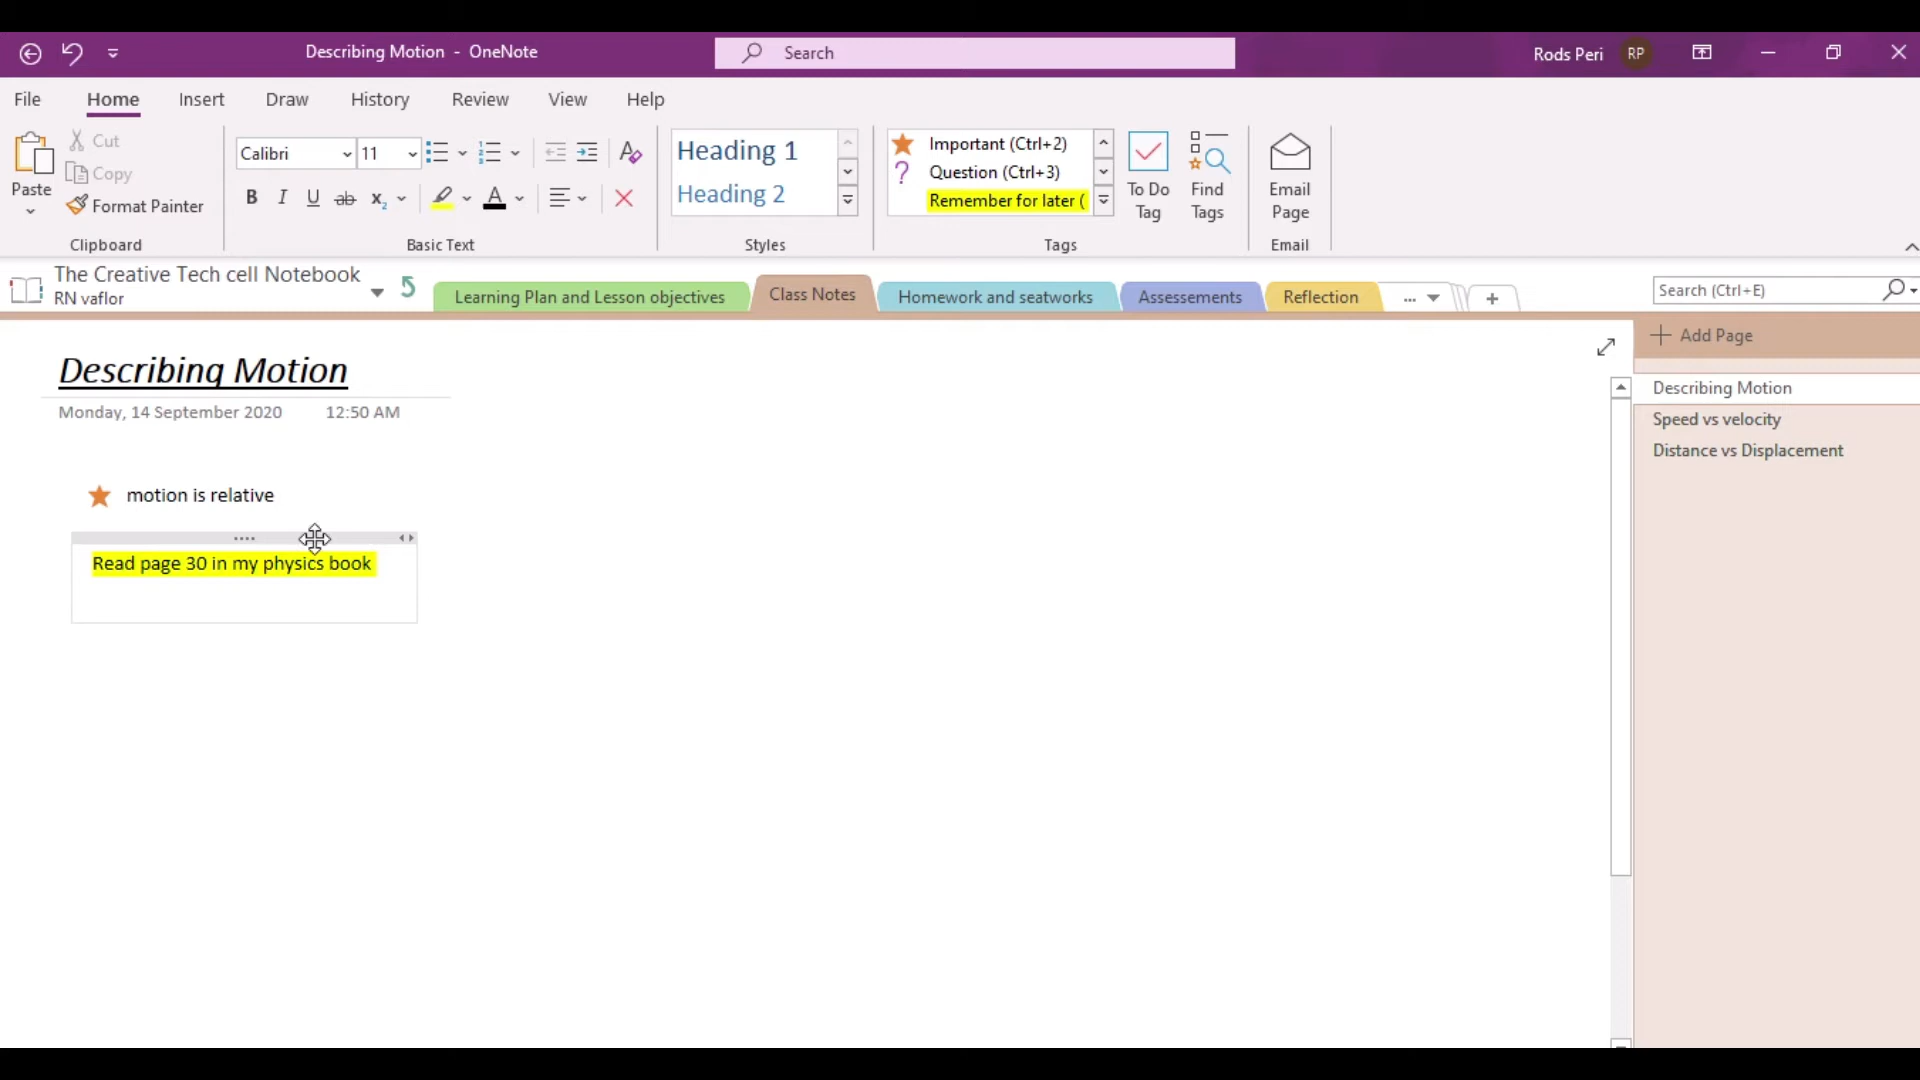 Describing Motion - OneNote
Search
Rods Peri
RP
File
Home
Insert
Draw
History
Review
View
Help
Paste
Cut
Copy
Format Painter
Clipboard
Calibri
11
B
I
U
ab
x₂
A
A
Basic Text
Heading 1
Heading 2
Styles
Important (Ctrl+2)
? Question (Ctrl+3)
Remember for later (
To Do
Tag
Find
Tags
Tags
Email
Page
Email
The Creative Tech cell Notebook
RN vaflor
Learning Plan and Lesson objectives
Class Notes
Homework and seatworks
Assessements
Reflection
...
+
Search (Ctrl+E)
Describing Motion
Monday, 14 September 2020 12:50 AM
motion is relative
Read page 30 in my physics book
Add Page
Describing Motion
Speed vs velocity
Distance vs Displacement